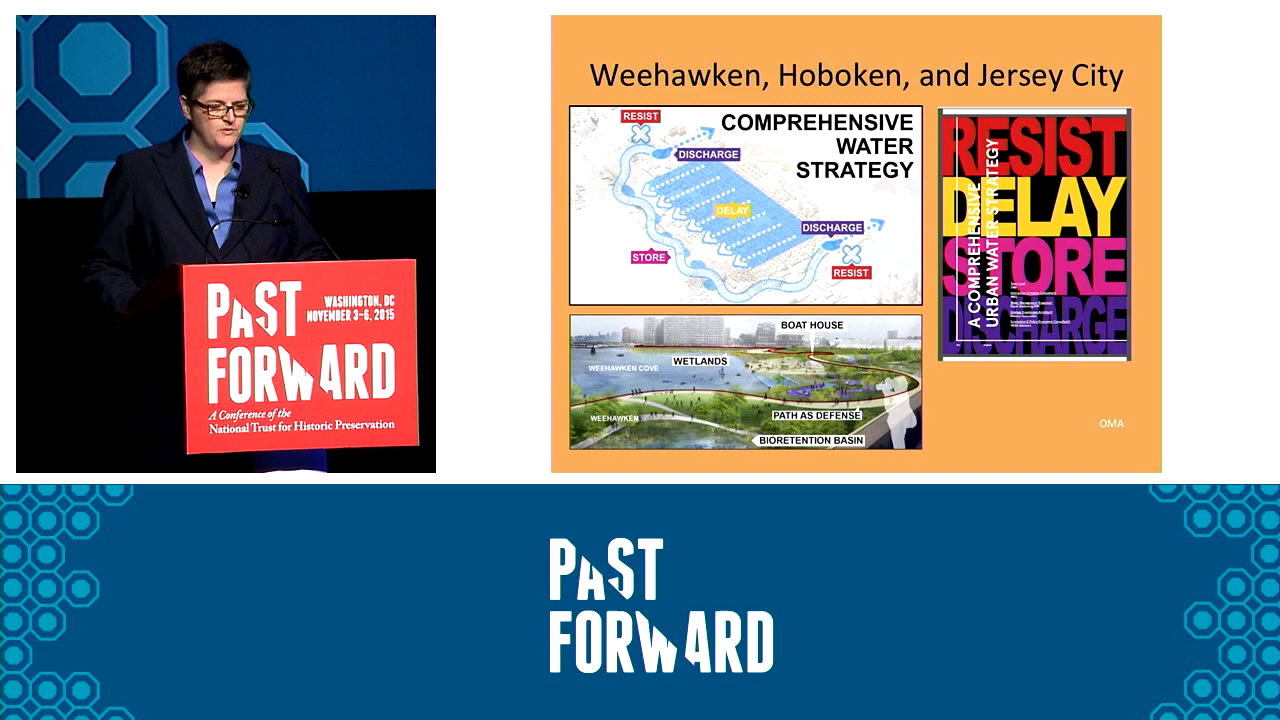 PAST
FORWARD
WASHINGTON, DC
NOVEMBER 3-6, 2015
A Conference of the
National Trust for Historic Preservation
Weehawken, Hoboken, and Jersey City
COMPREHENSIVE
WATER
STRATEGY
RESIST
DISCHARGE
DELAY
DISCHARGE
STORE
RESIST
RESIST
DELAY
STORE
DISCHARGE
A COMPREHENSIVE
URBAN WATER STRATEGY
BOAT HOUSE
WETLANDS
WEEHAWKEN COVE
WEEHAWKEN
PATH AS DEFENSE
BIORETENTION BASIN
OMA
PAST
FORWARD